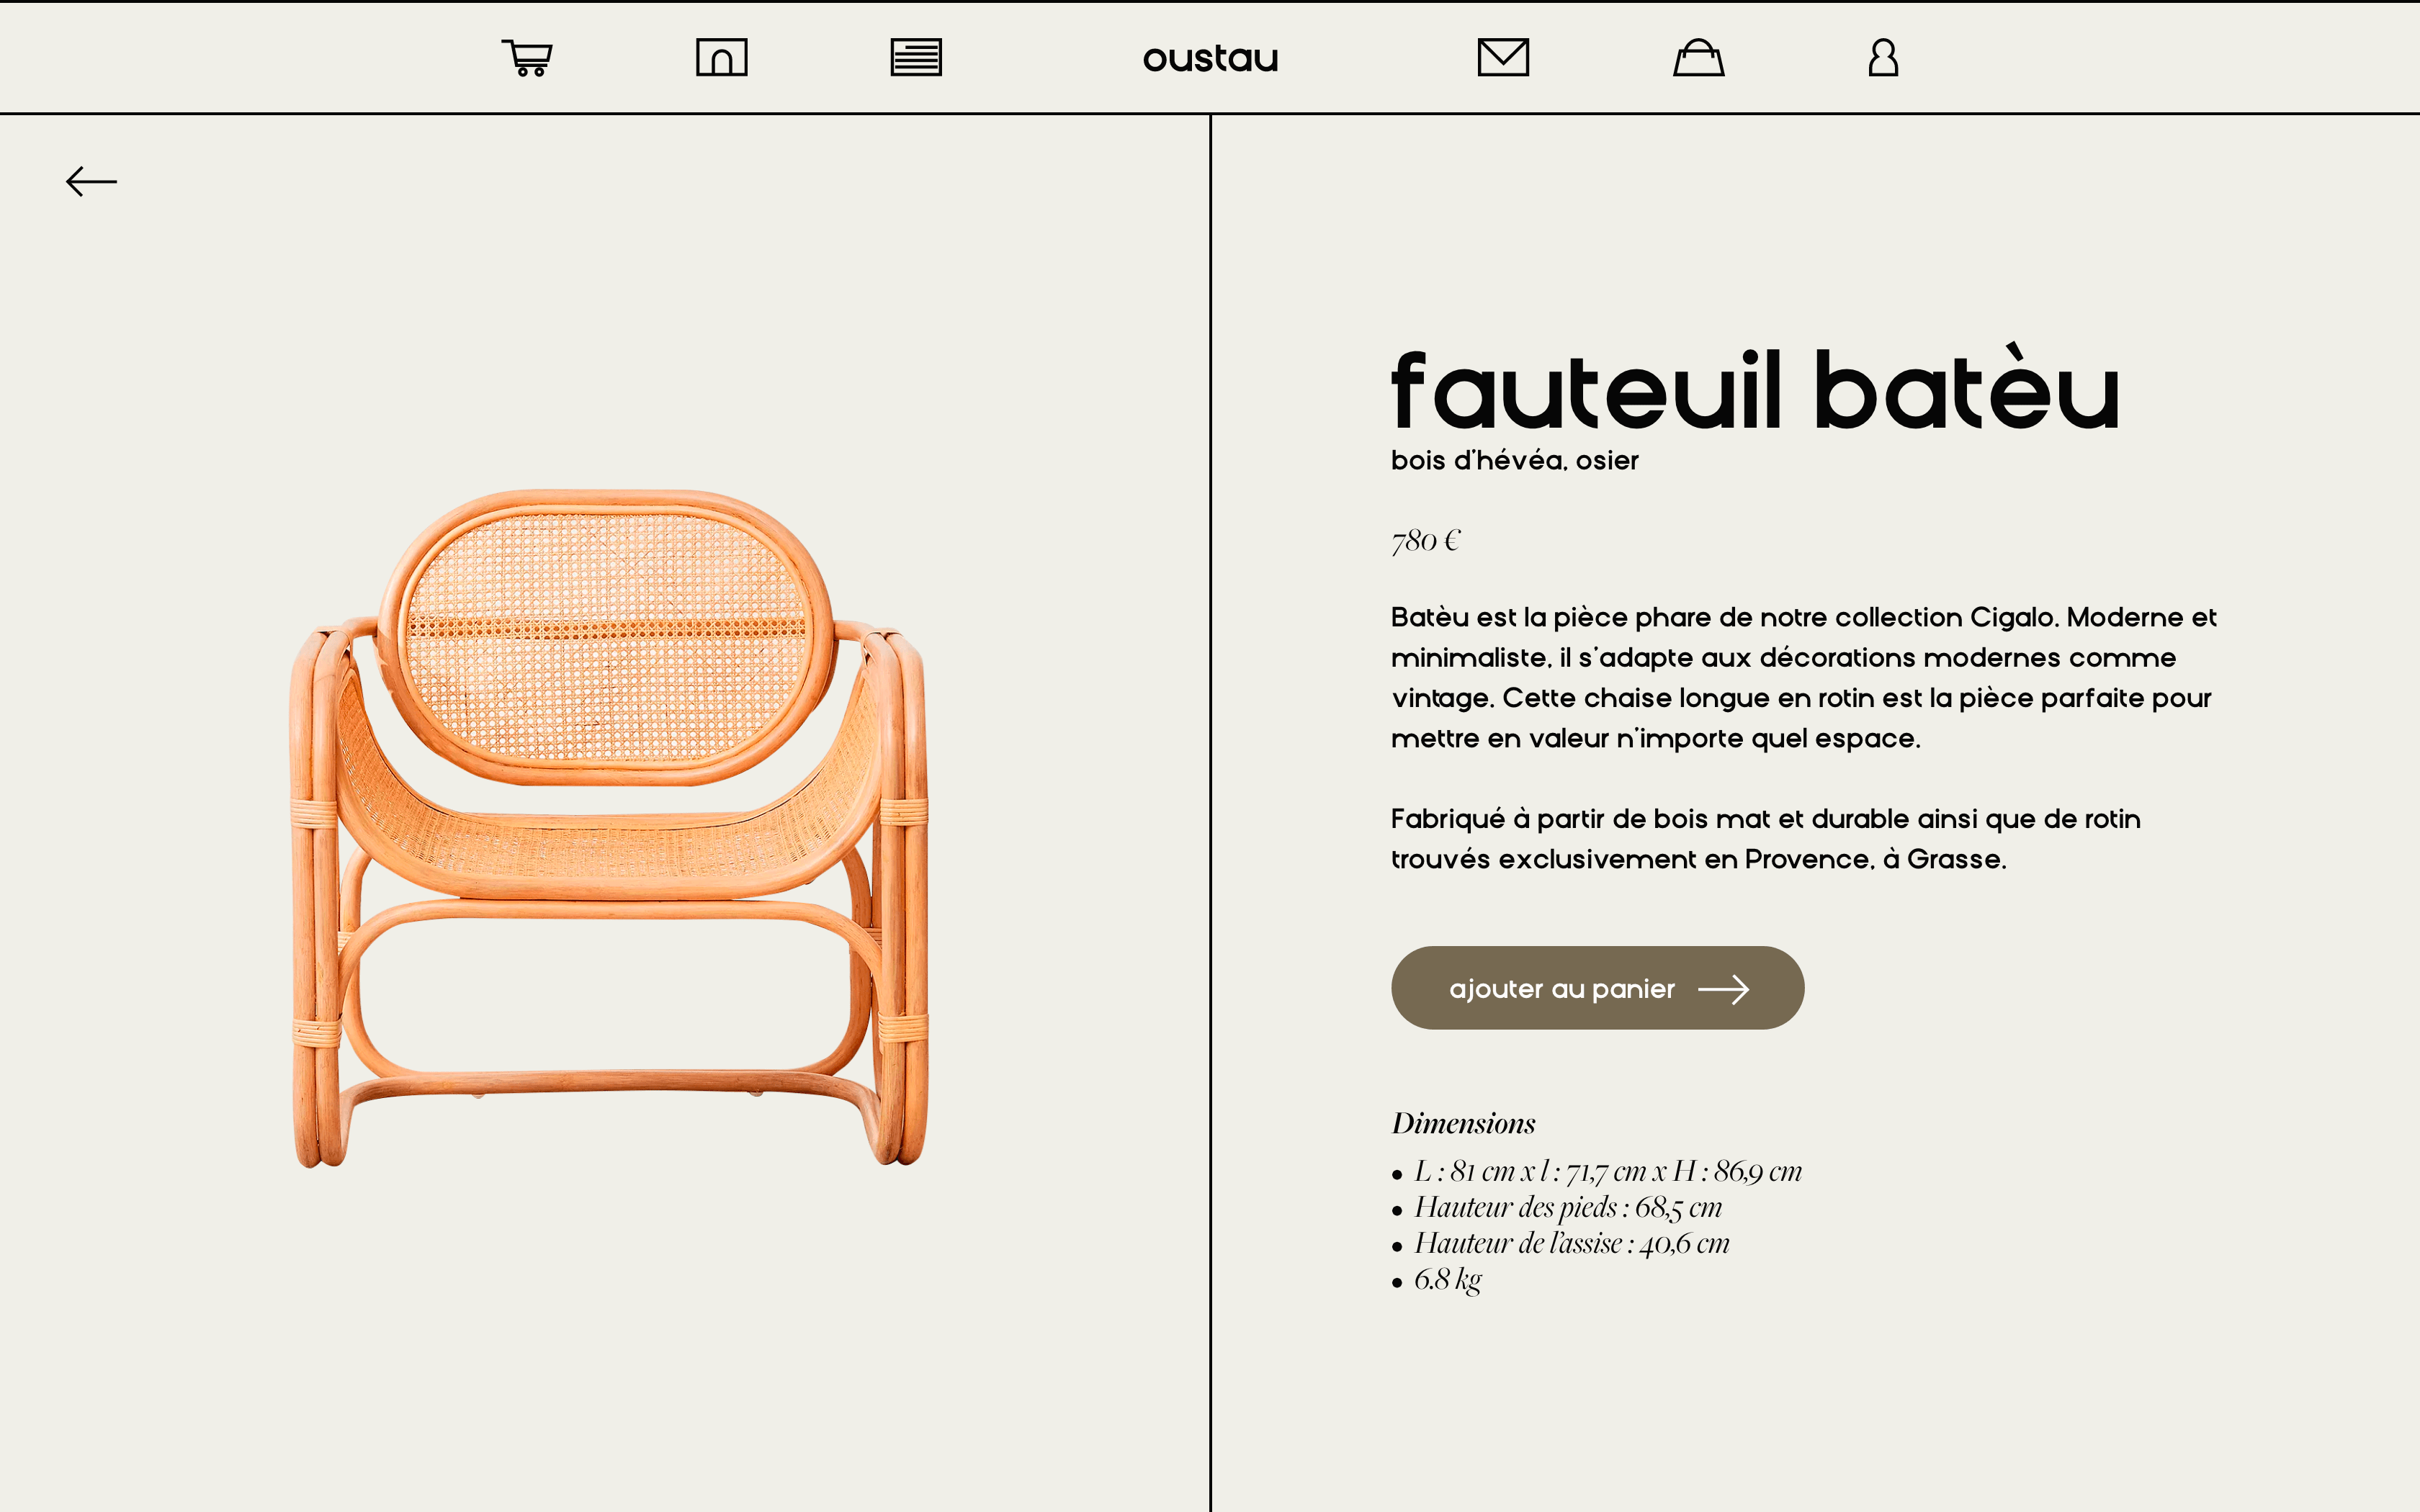 oustau
fauteuil batèu
bois d'hévéa, osier
780 €
Batèu est la pièce phare de notre collection Cigalo. Moderne et
minimaliste, il s'adapte aux décorations modernes comme
vintage. Cette chaise longue en rotin est la pièce parfaite pour
mettre en valeur n'importe quel espace.
Fabriqué à partir de bois mat et durable ainsi que de rotin
trouvés exclusivement en Provence, à Grasse.
ajouter au panier
Dimensions
• L : 81 cm x l : 71,7 cm x H : 86,9 cm
• Hauteur des pieds : 68,5 cm
• Hauteur de l'assise : 40,6 cm
• 6.8 kg